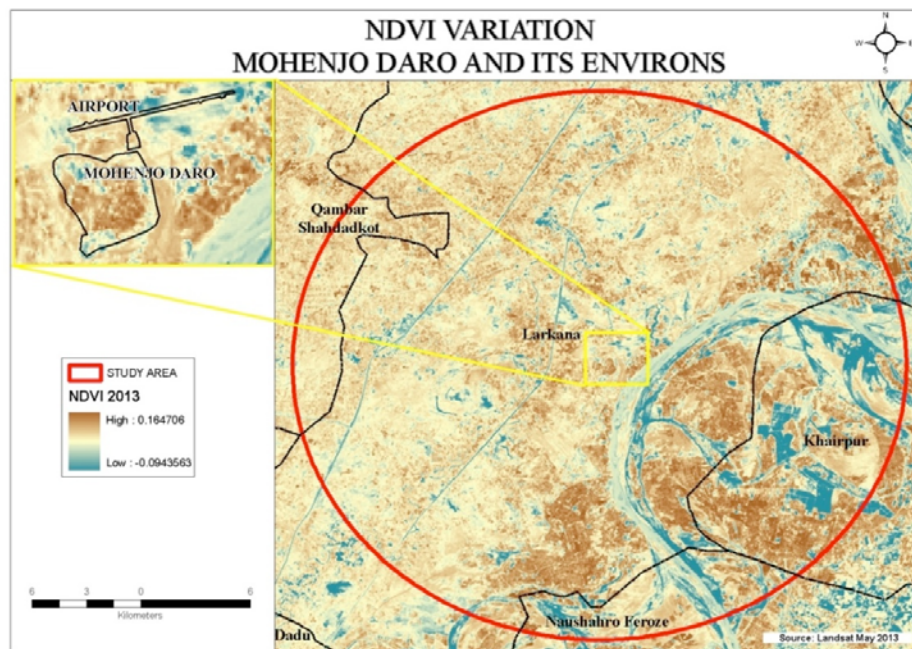 NDVI VARIATION
MOHENJO DARO AND ITS ENVIRONS
N
W
E
S
AIRPORT
MOHENJO DARO
Qambar
Shahdadkot
Larkana
Khairpur
STUDY AREA
NDVI 2013
High : 0.164706
Low : -0.0943563
6 3 0 6
Kilometers
Dadu
Naushahro Feroze
Source: Landsat May 2013